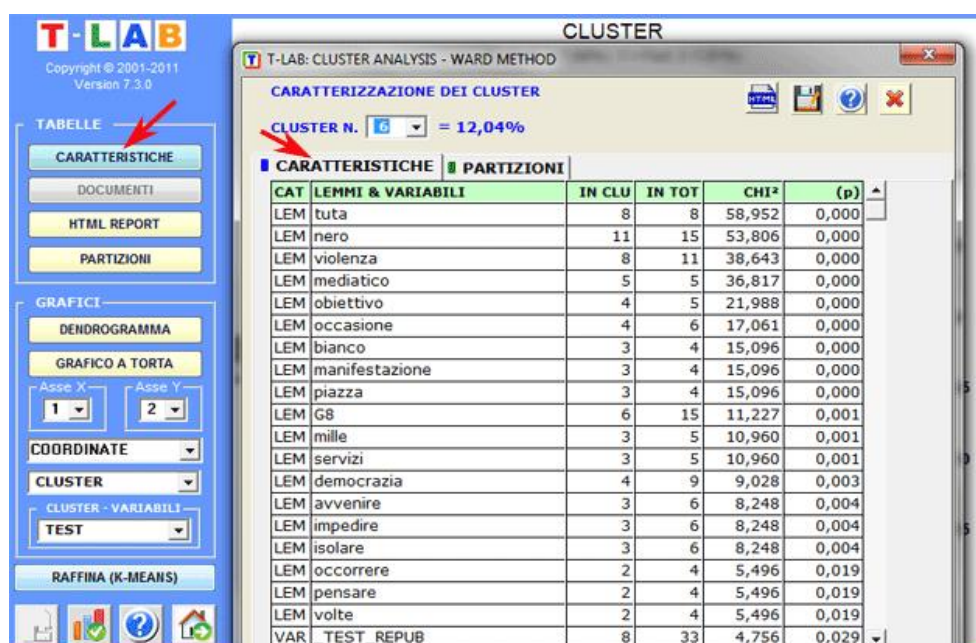 T-LAB
Copyright © 2001-2011
Version 7.3.0
TABELLE
CARATTERISTICHE
DOCUMENTI
HTML REPORT
PARTIZIONI
GRAFICI
DENDROGRAMMA
GRAFICO A TORTA
Asse X Asse Y
1 2
COORDINATE
CLUSTER
CLUSTER - VARIABILI
TEST
RAFFINA (K-MEANS)
CLUSTER
T T-LAB: CLUSTER ANALYSIS - WARD METHOD
CARATTERIZZAZIONE DEI CLUSTER
HTML
CLUSTER N. 6 = 12,04%
CARATTERISTICHE PARTIZIONI
CAT LEMMI & VARIABILI IN CLU IN TOT CHI² (p)
LEM tuta 8 8 58,952 0,000
LEM nero 11 15 53,806 0,000
LEM violenza 8 11 38,643 0,000
LEM mediatico 5 5 36,817 0,000
LEM obiettivo 4 5 21,988 0,000
LEM occasione 4 6 17,061 0,000
LEM bianco 3 4 15,096 0,000
LEM manifestazione 3 4 15,096 0,000
LEM piazza 3 4 15,096 0,000
LEM G8 6 15 11,227 0,001
LEM mille 3 5 10,960 0,001
LEM servizi 3 5 10,960 0,001
LEM democrazia 4 9 9,028 0,003
LEM avvenire 3 6 8,248 0,004
LEM impedire 3 6 8,248 0,004
LEM isolare 3 6 8,248 0,004
LEM occorrere 2 4 5,496 0,019
LEM pensare 2 4 5,496 0,019
LEM volte 2 4 5,496 0,019
VAR _TEST_REPUB 8 33 4,756 0,029